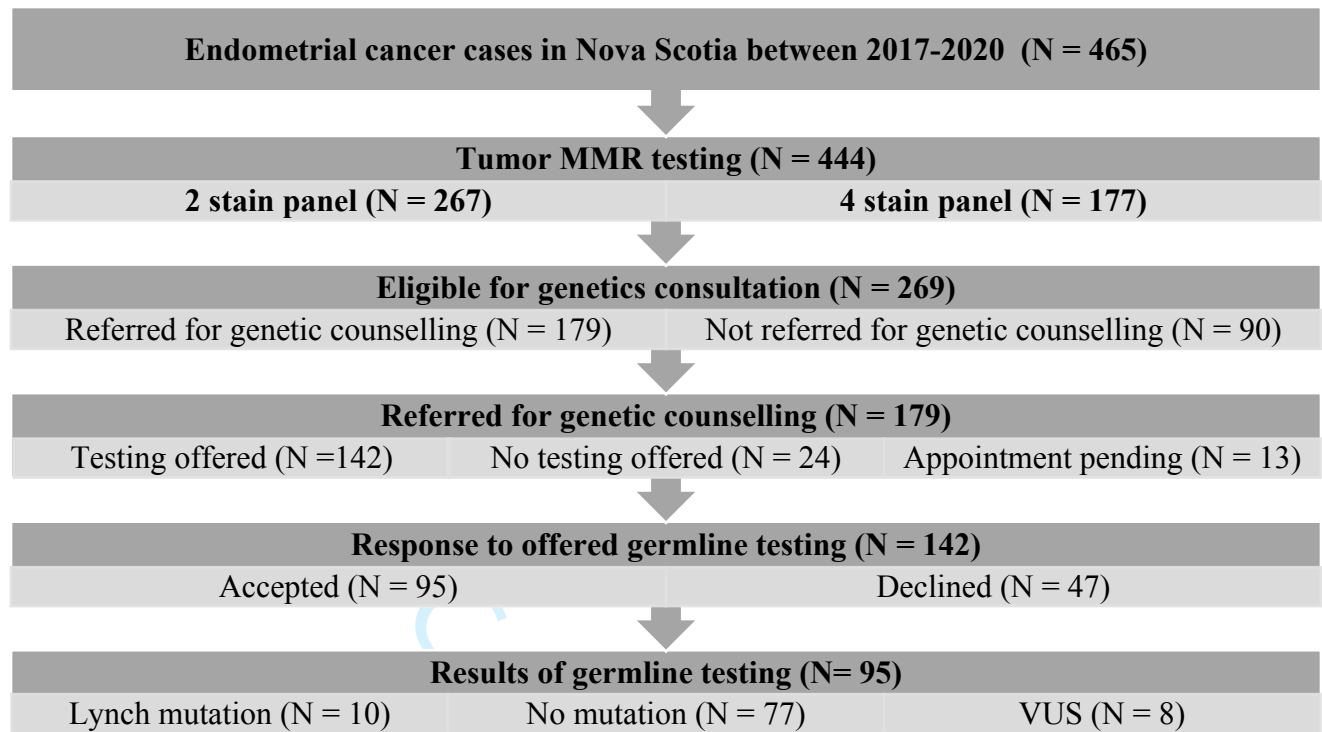 Endometrial cancer cases in Nova Scotia between 2017-2020 (N = 465)
Tumor MMR testing (N = 444)
2 stain panel (N = 267) 4 stain panel (N = 177)
Eligible for genetics consultation (N = 269)
Referred for genetic counselling (N = 179) Not referred for genetic counselling (N = 90)
Referred for genetic counselling (N = 179)
Testing offered (N =142) No testing offered (N = 24) Appointment pending (N = 13)
Response to offered germline testing (N = 142)
Accepted (N = 95) Declined (N = 47)
Results of germline testing (N= 95)
Lynch mutation (N = 10) No mutation (N = 77) VUS (N = 8)